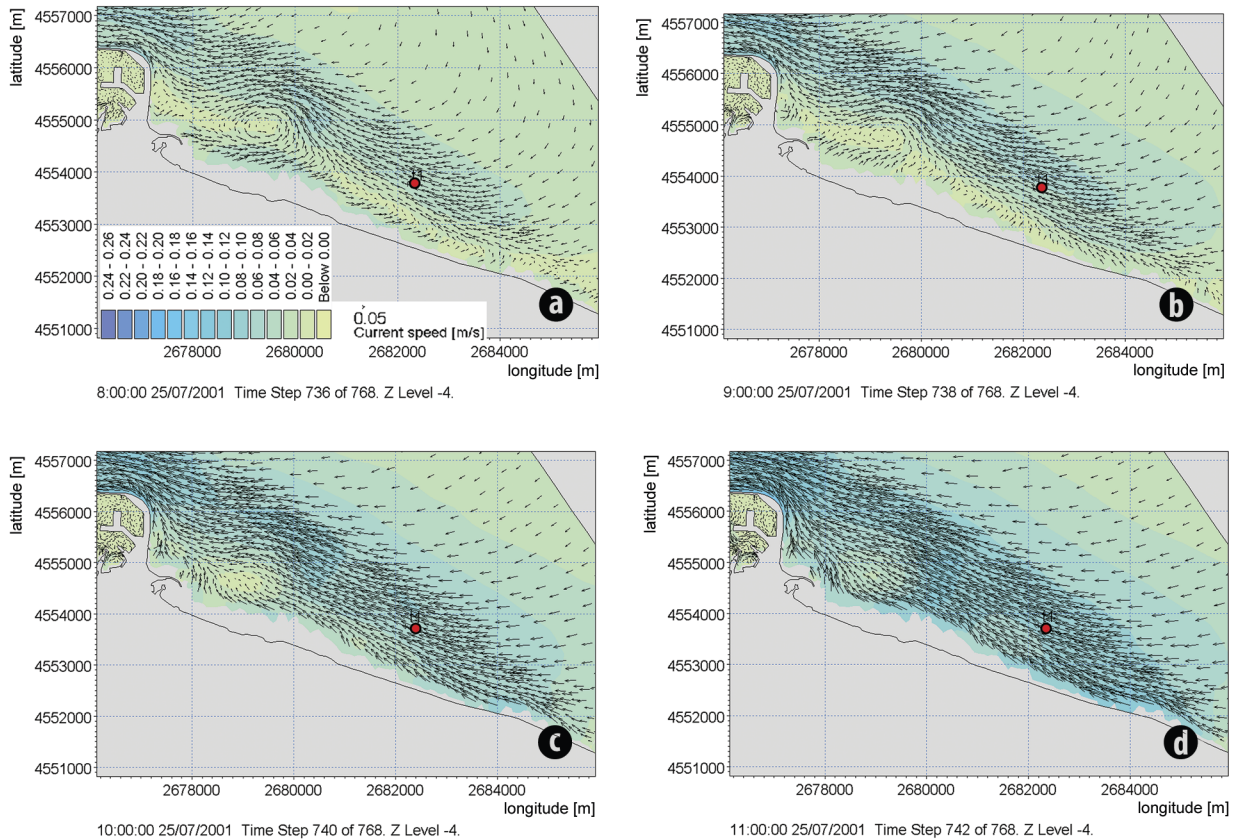 latitude [m]
4557000
4556000
4555000
4554000
4553000
4552000
4551000
0.24 - 0.26
0.22 - 0.24
0.20 - 0.22
0.18 - 0.20
0.16 - 0.18
0.14 - 0.16
0.12 - 0.14
0.10 - 0.12
0.08 - 0.10
0.06 - 0.08
0.04 - 0.06
0.02 - 0.04
0.00 - 0.02
Below 0.00
0.05
Current speed [m/s]
a
2678000 2680000 2682000 2684000
longitude [m]
8:00:00 25/07/2001 Time Step 736 of 768. Z Level -4.
latitude [m]
4557000
4556000
4555000
4554000
4553000
4552000
4551000
b
2678000 2680000 2682000 2684000
longitude [m]
9:00:00 25/07/2001 Time Step 738 of 768. Z Level -4.
latitude [m]
4557000
4556000
4555000
4554000
4553000
4552000
4551000
c
2678000 2680000 2682000 2684000
longitude [m]
10:00:00 25/07/2001 Time Step 740 of 768. Z Level -4.
latitude [m]
4557000
4556000
4555000
4554000
4553000
4552000
4551000
d
2678000 2680000 2682000 2684000
longitude [m]
11:00:00 25/07/2001 Time Step 742 of 768. Z Level -4.